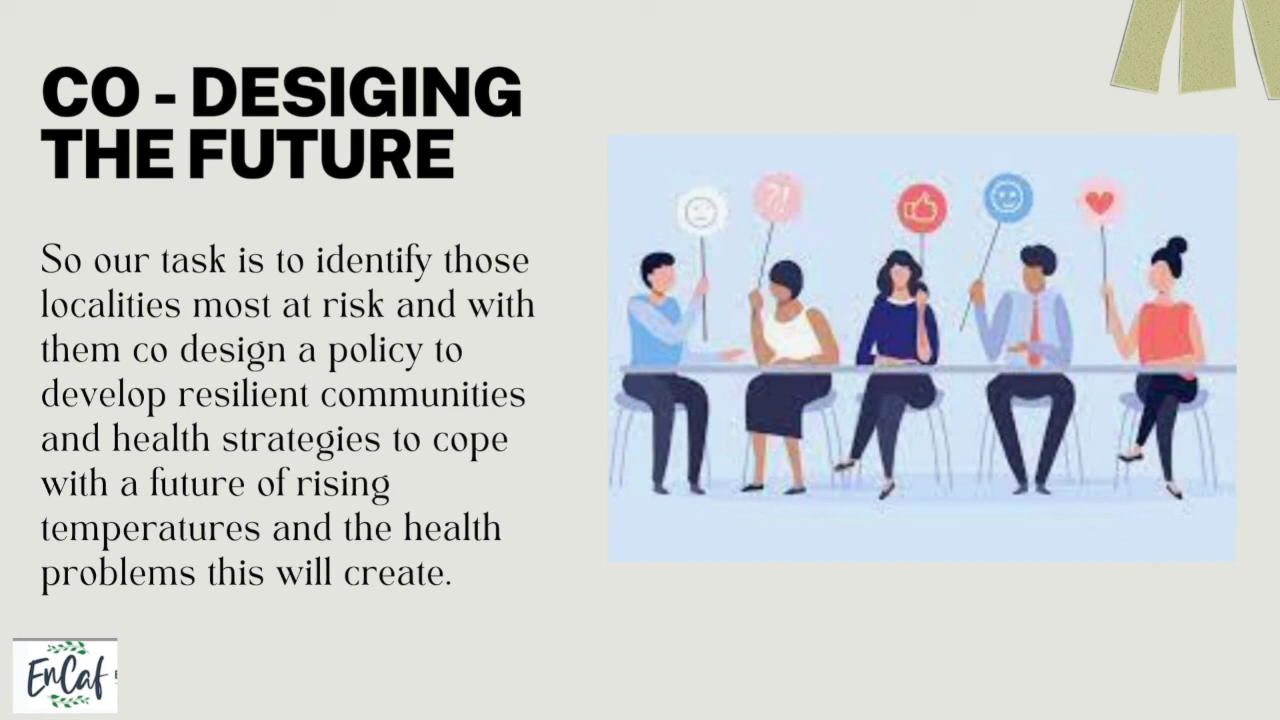 CO - DESIGING
THE FUTURE
So our task is to identify those
localities most at risk and with
them co design a policy to
develop resilient communities
and health strategies to cope
with a future of rising
temperatures and the health
problems this will create.
?!
EnCaf